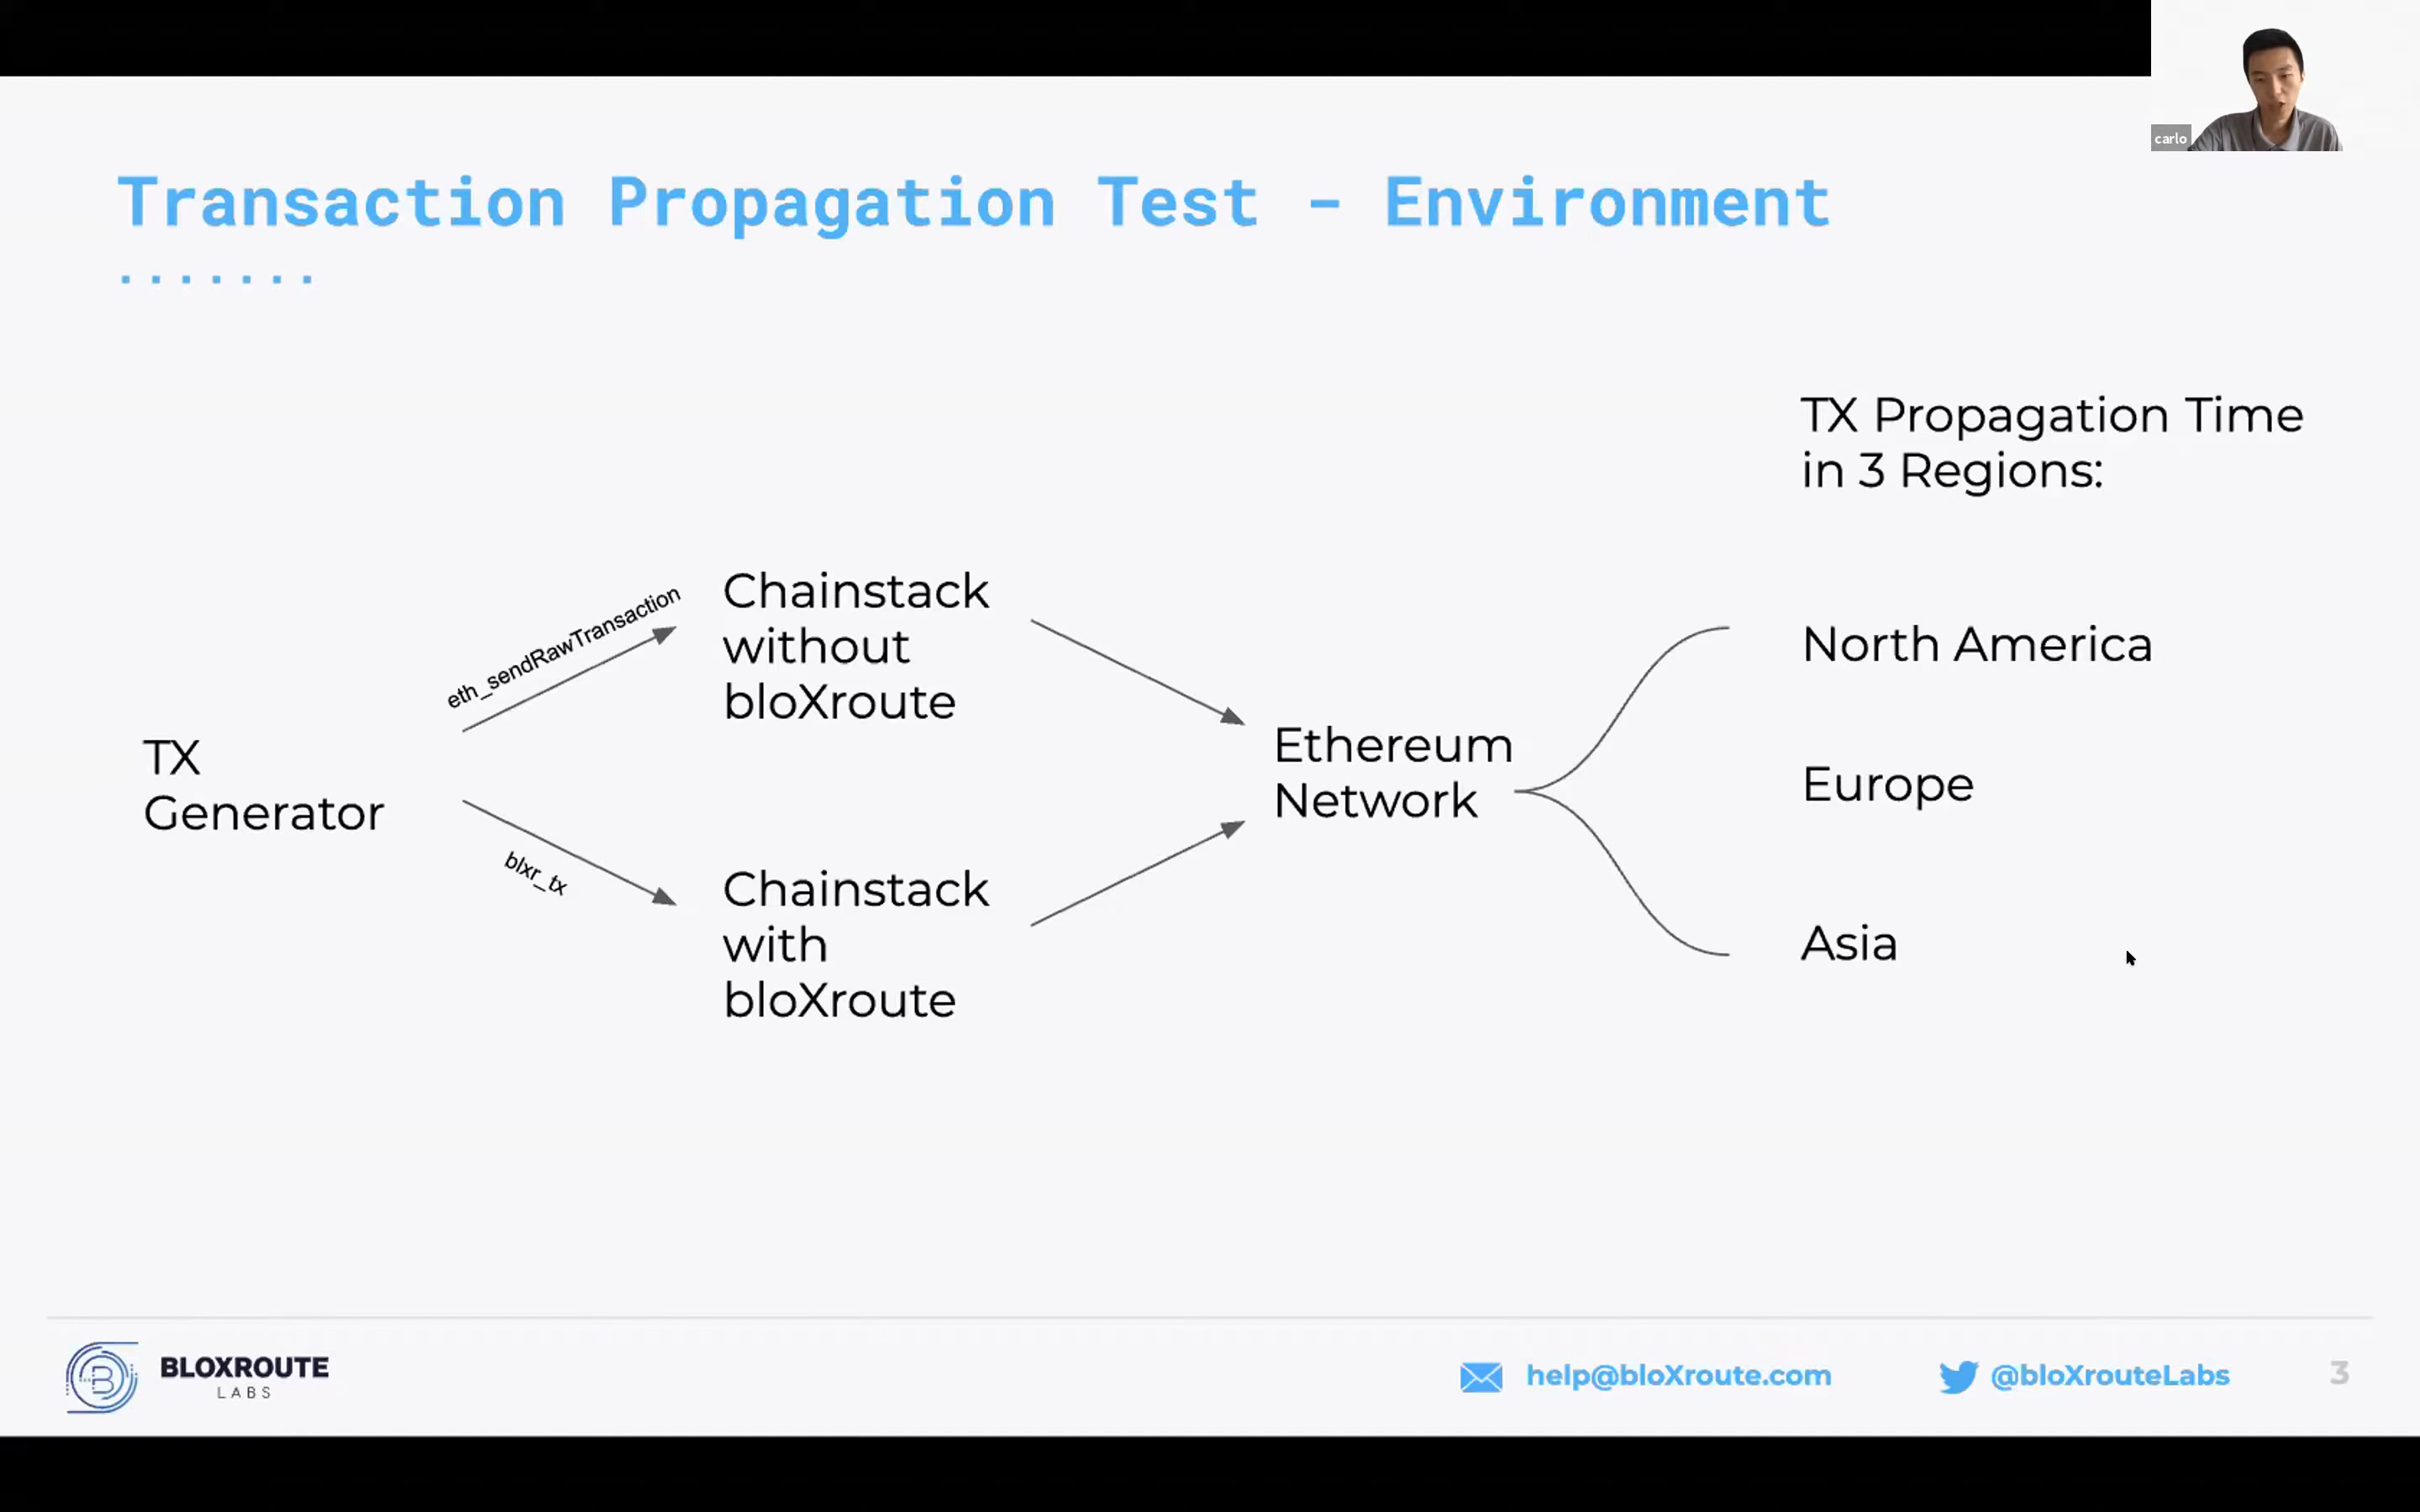 carlo
Transaction Propagation Test - Environment
TX Propagation Time
in 3 Regions:
eth_sendRawTransaction
Chainstack
without
bloXroute
TX
Generator
blxr_tx
Chainstack
with
bloXroute
Ethereum
Network
North America
Europe
Asia
BLOXROUTE
LABS
help@bloXroute.com
@bloXrouteLabs
3